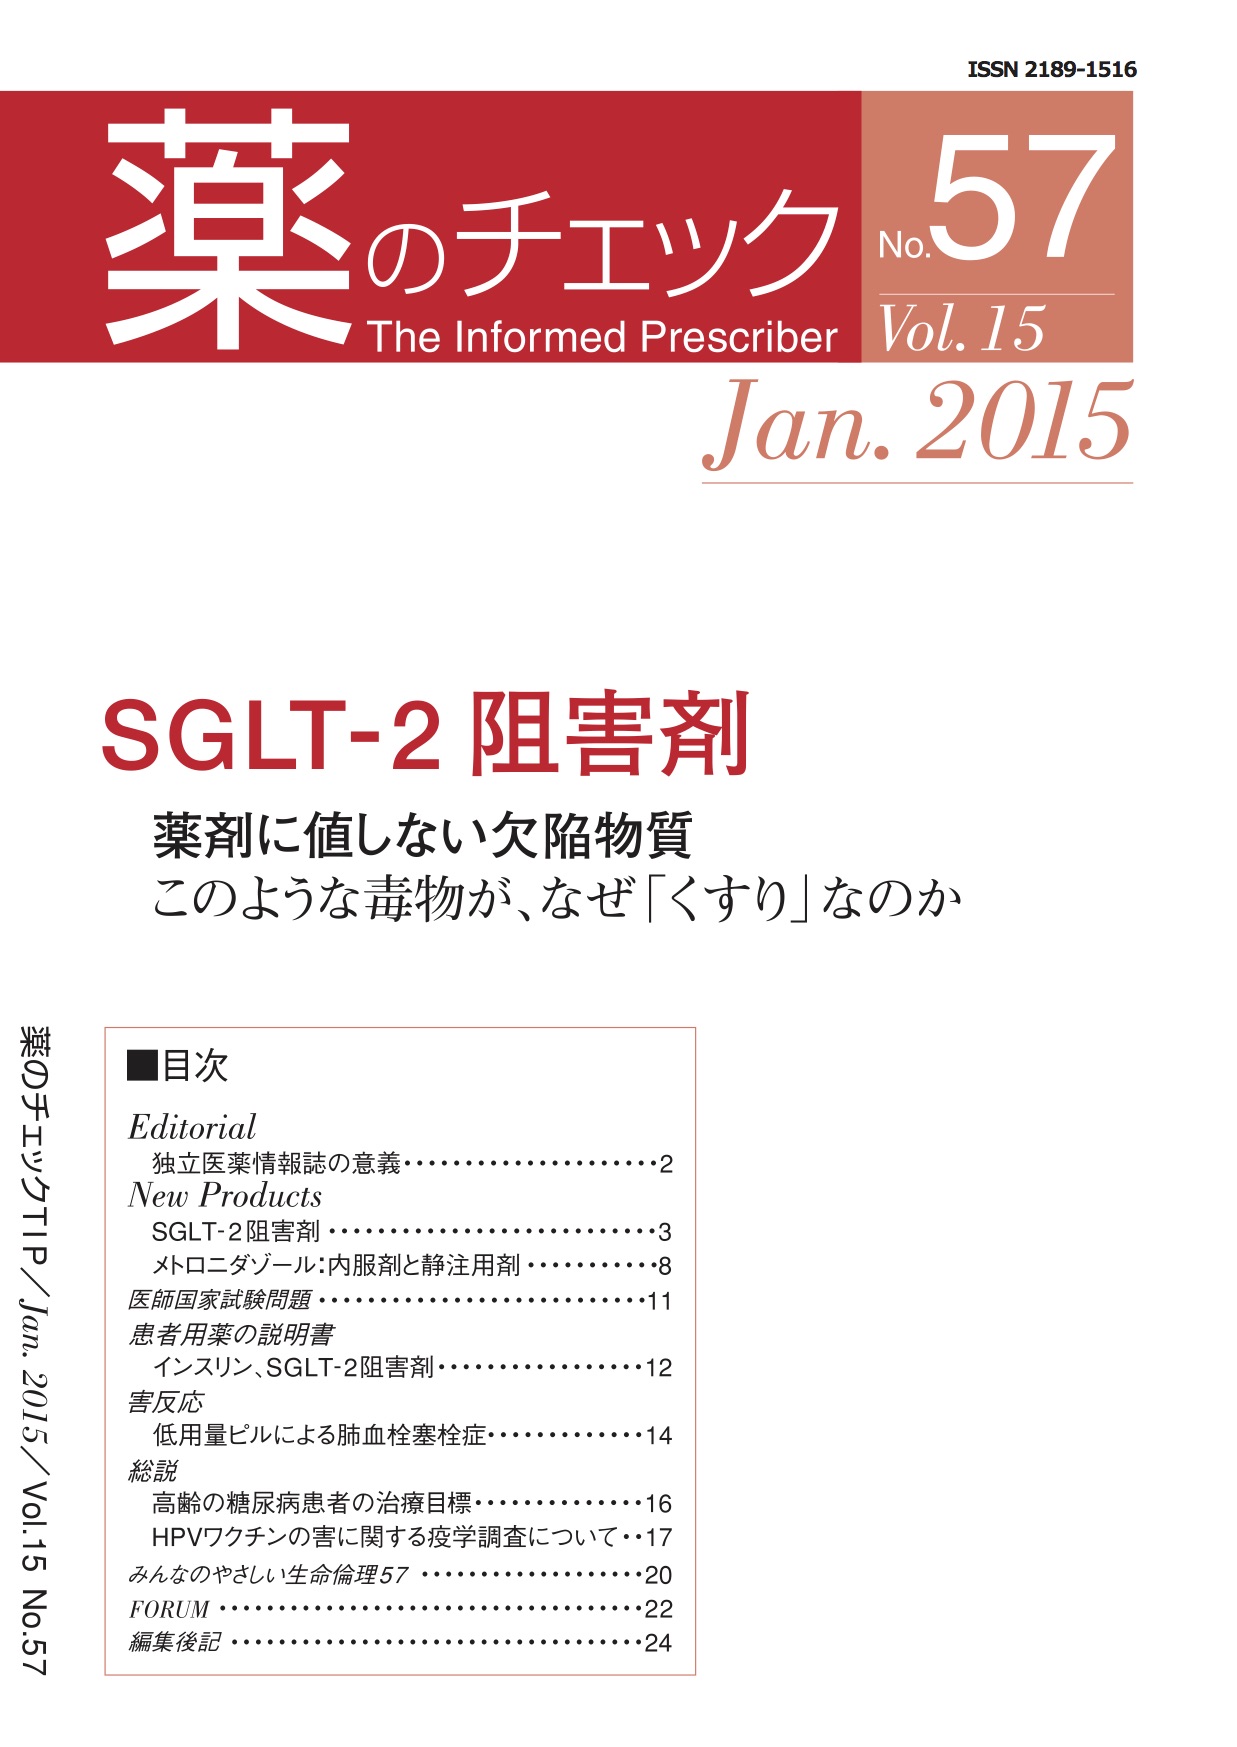 ISSN 2189-1516
薬のチェック
The Informed Prescriber
No.57
Vol. 15
Jan. 2015
SGLT-2 阻害剤
薬剤に値しない欠陥物質
このような毒物が、なぜ「くすり」なのか
薬のチェックTIP/Jan. 2015/Vol.15 No.57
■目次
Editorial
独立医薬情報誌の意義･････････････････････2
New Products
SGLT-2阻害剤 ･･･････････････････････････3
メトロニダゾール:内服剤と静注用剤 ･･･････････8
医師国家試験問題 ･･･････････････････････････11
患者用薬の説明書
インスリン、SGLT-2阻害剤･････････････････12
害反応
低用量ピルによる肺血栓塞栓症･････････････14
総説
高齢の糖尿病患者の治療目標･･････････････16
HPVワクチンの害に関する疫学調査について･･17
みんなのやさしい生命倫理57 ･･････････････････20
FORUM ･･･････････････････････････････････22
編集後記 ･･････････････････････････････････24